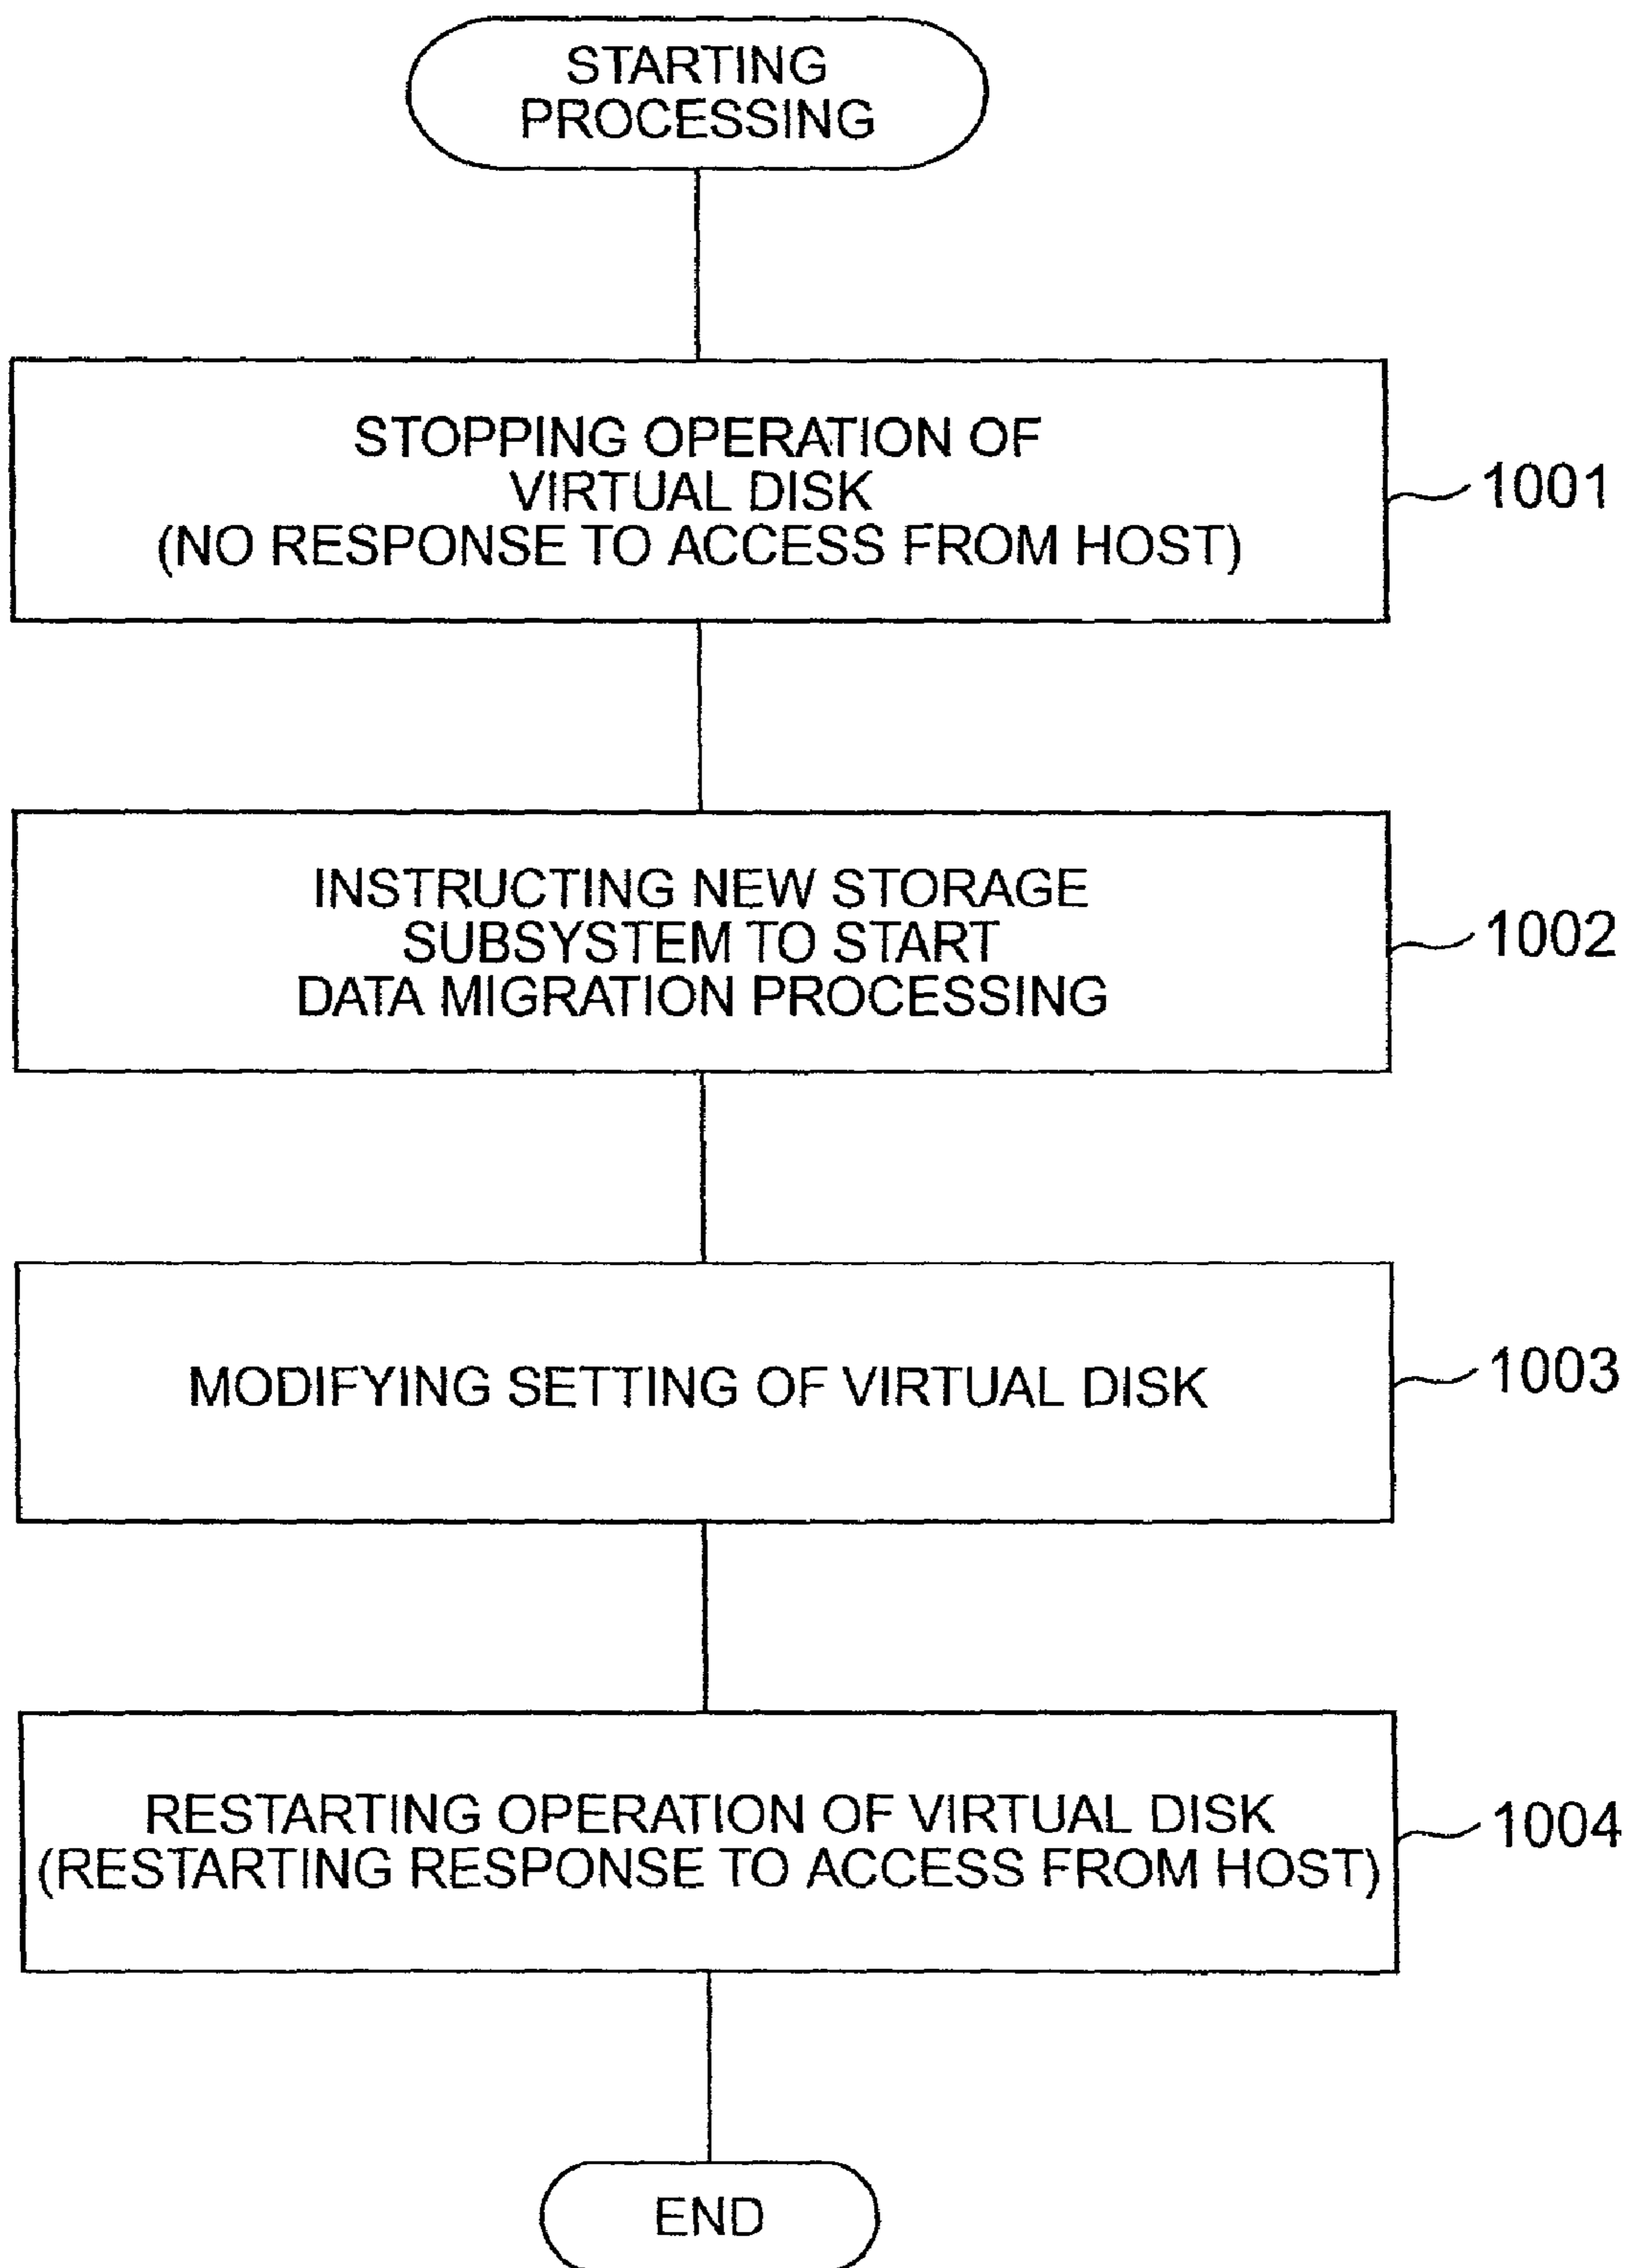 STARTING
PROCESSING
STOPPING OPERATION OF
VIRTUAL DISK
(NO RESPONSE TO ACCESS FROM HOST)
1001
INSTRUCTING NEW STORAGE
SUBSYSTEM TO START
DATA MIGRATION PROCESSING
1002
MODIFYING SETTING OF VIRTUAL DISK
1003
RESTARTING OPERATION OF VIRTUAL DISK
(RESTARTING RESPONSE TO ACCESS FROM HOST)
1004
END